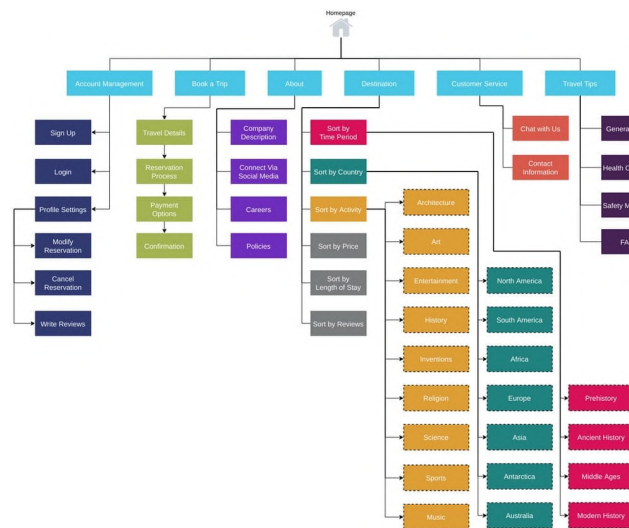 Homepage
Account Management
Book a Trip
About
Destination
Customer Service
Travel Tips
Sign Up
Login
Profile Settings
Modify
Reservation
Cancel
Reservation
Write Reviews
Travel Details
Reservation
Process
Payment
Options
Confirmation
Company
Description
Connect Via
Social Media
Careers
Policies
Sort by
Time Period
Sort by Country
Sort by Activity
Sort by Price
Sort by
Length of Stay
Sort by Reviews
Architecture
Art
Entertainment
History
Inventions
Religion
Science
Sports
Music
North America
South America
Africa
Europe
Asia
Antarctica
Australia
Prehistory
Ancient History
Middle Ages
Modern History
Chat with Us
Contact
Information
Genera
Health C
Safety M
FA